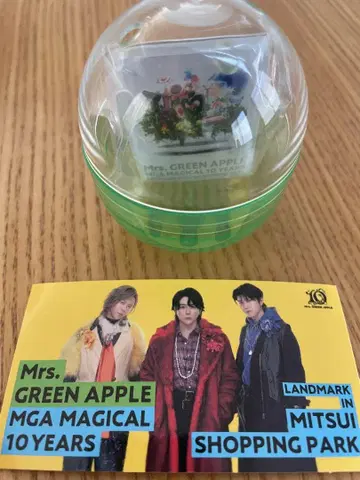 Mrs. GREEN APPLE
MGA MAGICAL 10 YEARS
10
Mrs.
GREEN APPLE
MGA MAGICAL
10 YEARS
LANDMARK
IN
MITSUI
SHOPPING PARK